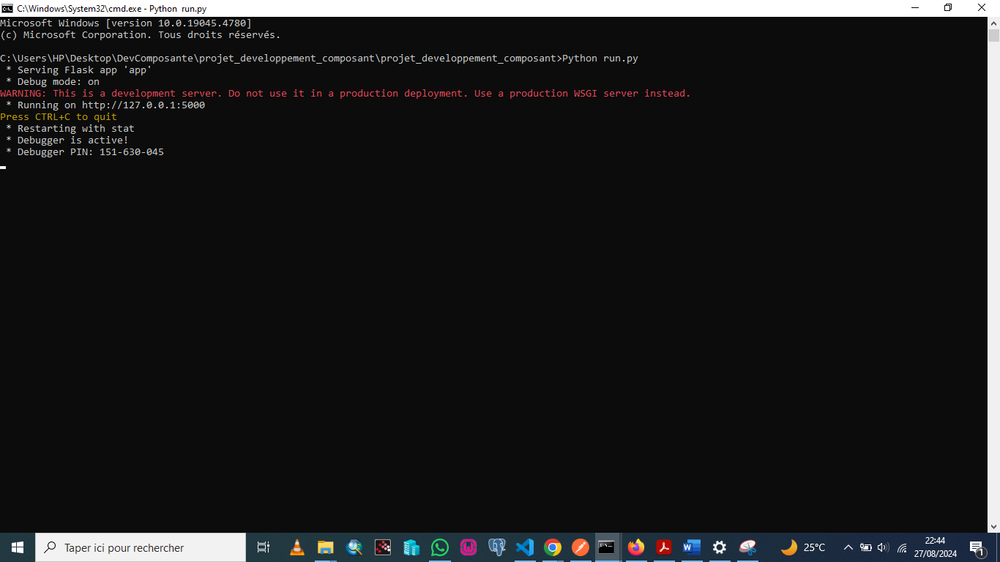 C:\Windows\System32\cmd.exe - Python  run.py
Microsoft Windows [version 10.0.19045.4780]
(c) Microsoft Corporation. Tous droits réservés.
C:\Users\HP\Desktop\DevComposante\projet_developpement_composant\projet_developpement_composant>Python run.py
 * Serving Flask app 'app'
 * Debug mode: on
WARNING: This is a development server. Do not use it in a production deployment. Use a production WSGI server instead.
 * Running on http://127.0.0.1:5000
Press CTRL+C to quit
 * Restarting with stat
 * Debugger is active!
 * Debugger PIN: 151-630-045
Taper ici pour rechercher
25°C
22:44
27/08/2024
1